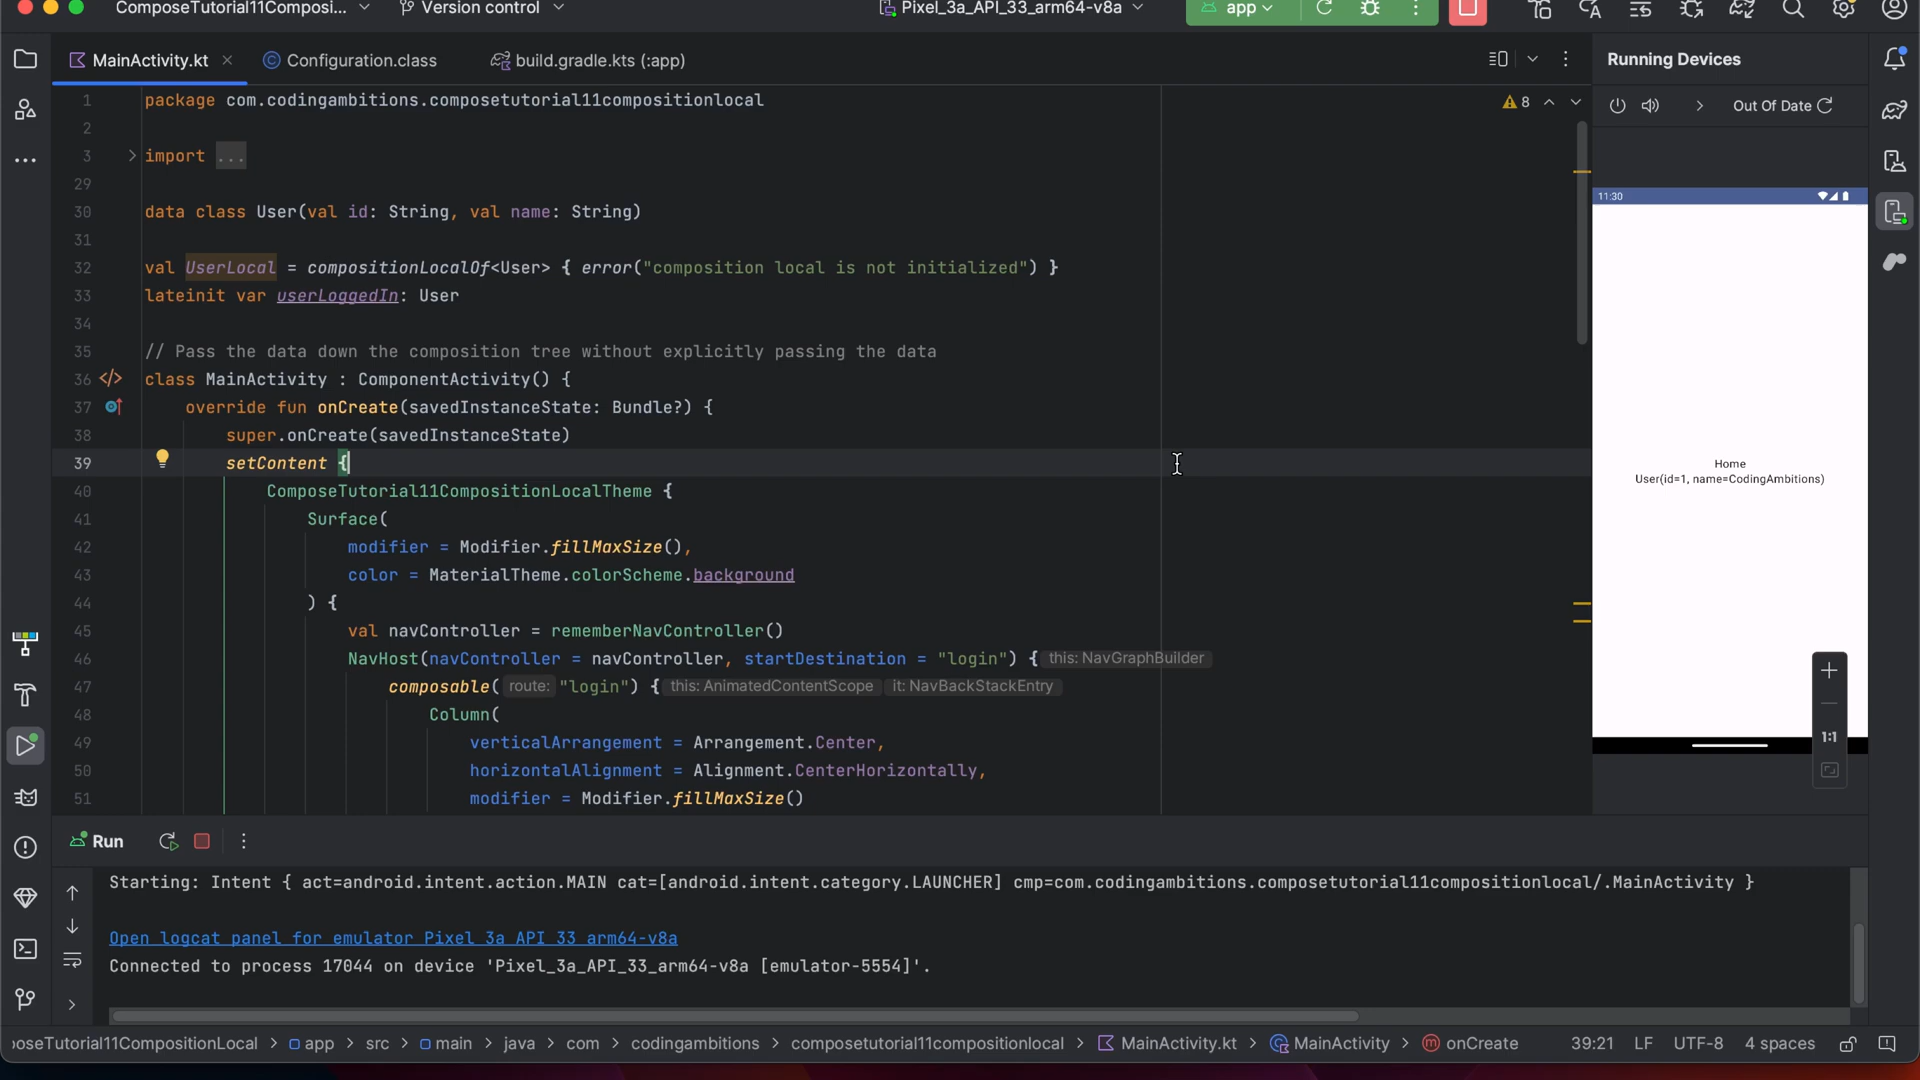 ComposeTutorial11Composi...
Version control
Pixel_3a_API_33_arm64-v8a
app
MainActivity.kt
Configuration.class
build.gradle.kts (:app)
Running Devices
Out Of Date
8
1 package com.codingambitions.composetutorial11compositionlocal
2
3 import ...
29
30 data class User(val id: String, val name: String)
31
32 val UserLocal = compositionLocalOf<User> { error("composition local is not initialized") }
33 lateinit var userLoggedIn: User
34
35 // Pass the data down the composition tree without explicitly passing the data
36 class MainActivity : ComponentActivity() {
37 override fun onCreate(savedInstanceState: Bundle?) {
38 super.onCreate(savedInstanceState)
39 setContent {
40 ComposeTutorial11CompositionLocalTheme {
41 Surface(
42 modifier = Modifier.fillMaxSize(),
43 color = MaterialTheme.colorScheme.background
44 ) {
45 val navController = rememberNavController()
46 NavHost(navController = navController, startDestination = "login") { this: NavGraphBuilder
47 composable( route: "login") { this: AnimatedContentScope it: NavBackStackEntry
48 Column(
49 verticalArrangement = Arrangement.Center,
50 horizontalAlignment = Alignment.CenterHorizontally,
51 modifier = Modifier.fillMaxSize()
11:30
Home
User(id=1, name=CodingAmbitions)
1:1
Run
Starting: Intent { act=android.intent.action.MAIN cat=[android.intent.category.LAUNCHER] cmp=com.codingambitions.composetutorial11compositionlocal/.MainActivity }
Open logcat panel for emulator Pixel 3a API 33 arm64-v8a
Connected to process 17044 on device 'Pixel_3a_API_33_arm64-v8a [emulator-5554]'.
oseTutorial11CompositionLocal > app > src > main > java > com > codingambitions > composetutorial11compositionlocal > MainActivity.kt > MainActivity > onCreate
39:21 LF UTF-8 4 spaces